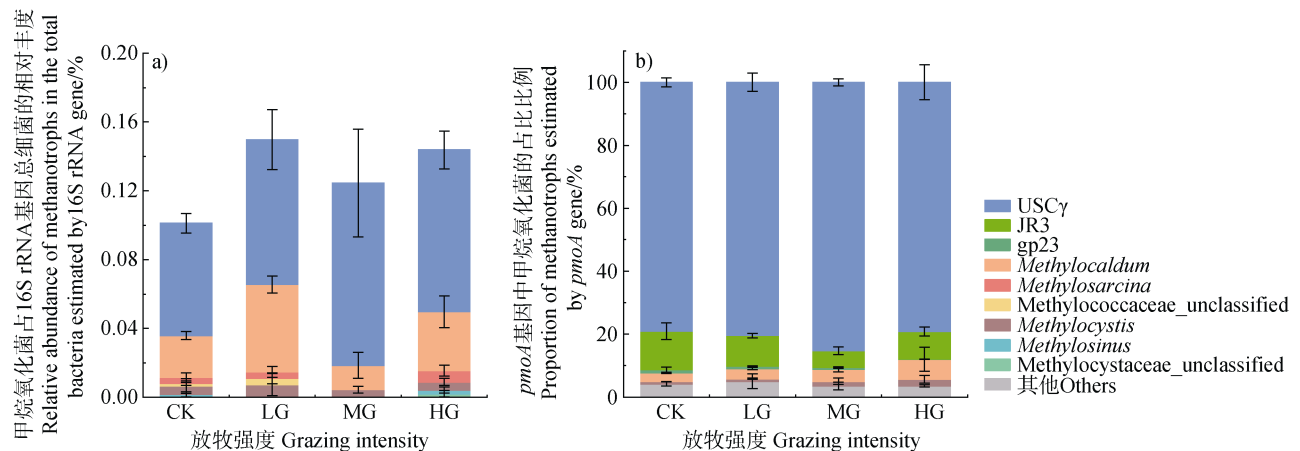 甲烷氧化菌占16S rRNA基因总细菌的相对丰度
Relative abundance of methanotrophs in the total
bacteria estimated by16S rRNA gene/%
a)
0.20
0.16
0.12
0.08
0.04
0.00
CK LG MG HG
放牧强度 Grazing intensity
pmoA基因中甲烷氧化菌的占比比例
Proportion of methanotrophs estimated
by pmoA gene/%
b)
100
80
60
40
20
0
CK LG MG HG
放牧强度 Grazing intensity
USCγ
JR3
gp23
Methylocaldum
Methylosarcina
Methylococcaceae_unclassified
Methylocystis
Methylosinus
Methylocystaceae_unclassified
其他Others